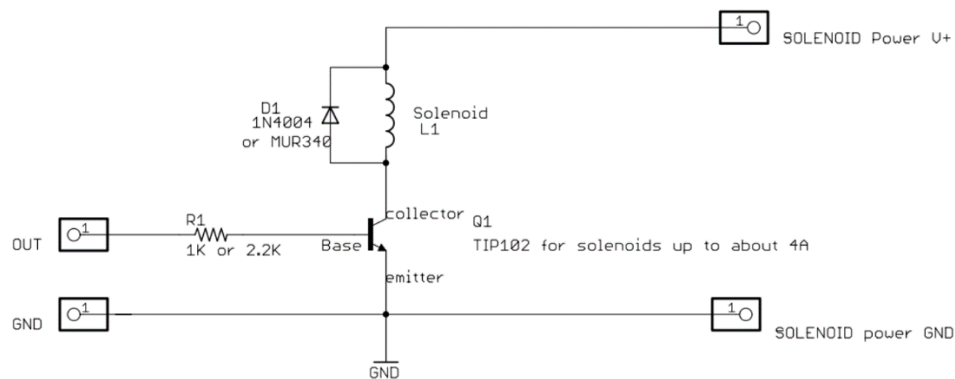 1
SOLENOID Power V+
D1
1N4004
or MUR340
Solenoid
L1
collector
Q1
R1
1
OUT
1K or 2.2K
Base
TIP102 for solenoids up to about 4A
emitter
1
GND
1
SOLENOID power GND
GND